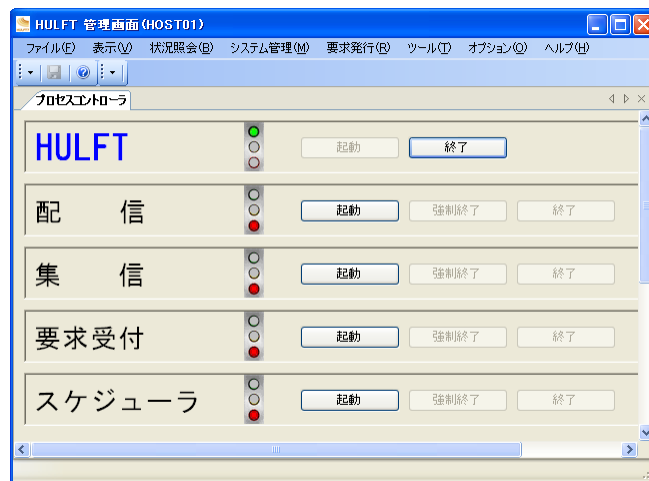 HULFT 管理画面(HOST01)
ファイル(F) 表示(V) 状況照会(B) システム管理(M) 要求発行(R) ツール(T) オプション(O) ヘルプ(H)
プロセスコントローラ
HULFT 起動 終了
配 信 起動 強制終了 終了
集 信 起動 強制終了 終了
要求受付 起動 強制終了 終了
スケジューラ 起動 強制終了 終了